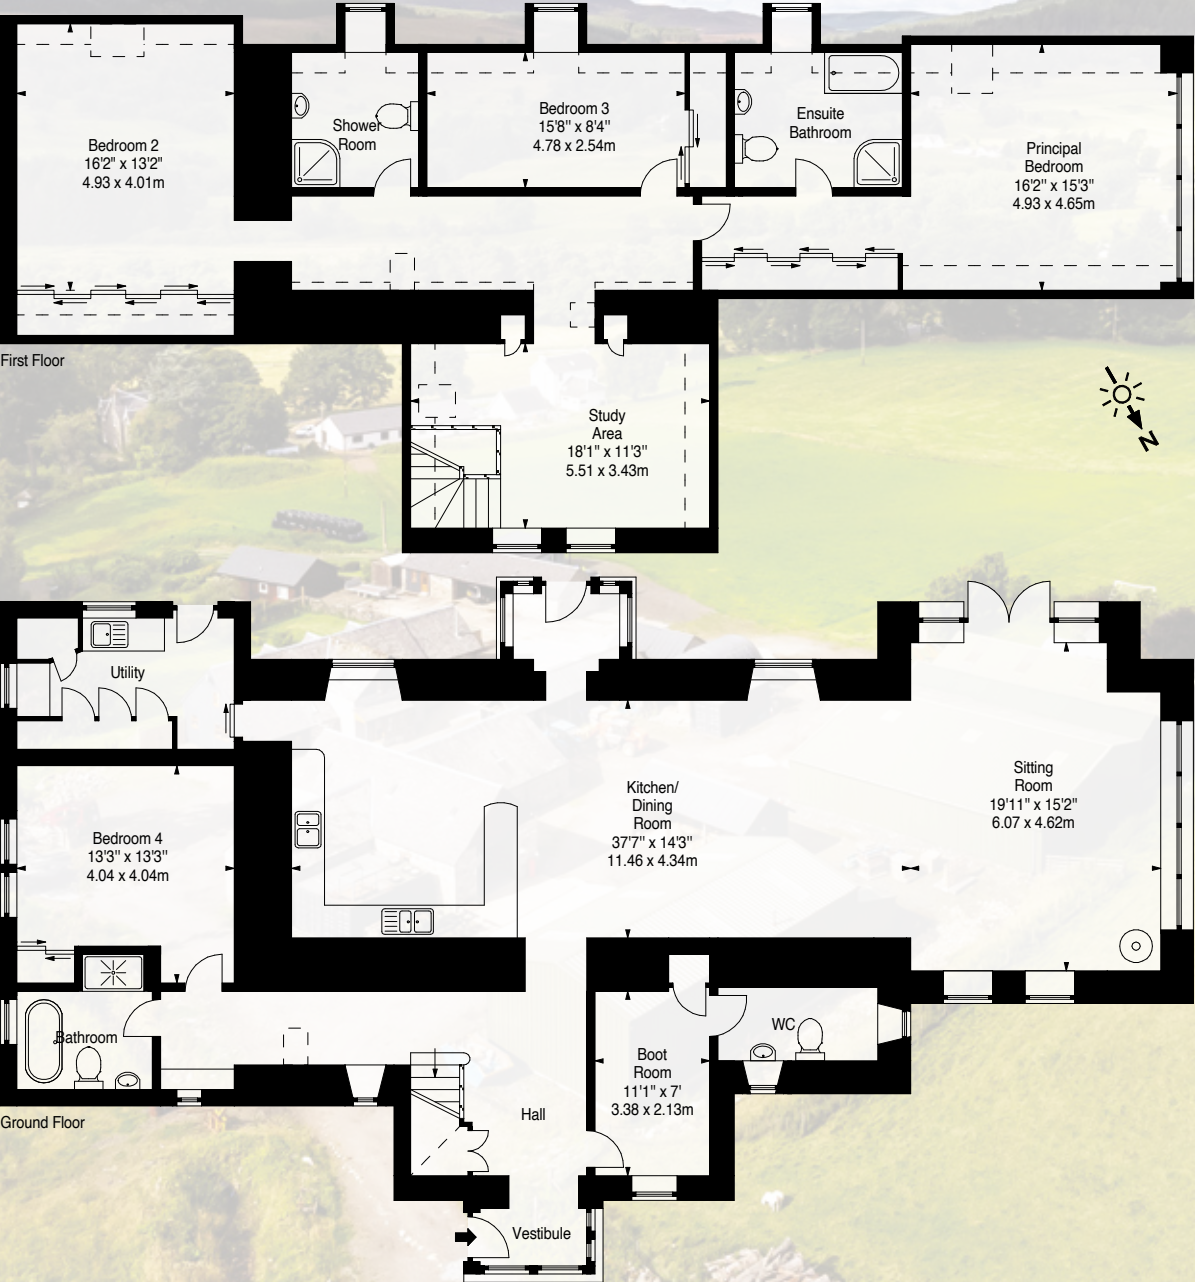 Bedroom 2
16'2" x 13'2"
4.93 x 4.01m
Shower
Room
Bedroom 3
15'8" x 8'4"
4.78 x 2.54m
Ensuite
Bathroom
Principal
Bedroom
16'2" x 15'3"
4.93 x 4.65m
First Floor
Study
Area
18'1" x 11'3"
5.51 x 3.43m
N
Utility
Kitchen/
Dining
Room
37'7" x 14'3"
11.46 x 4.34m
Sitting
Room
19'11" x 15'2"
6.07 x 4.62m
Bedroom 4
13'3" x 13'3"
4.04 x 4.04m
Bathroom
WC
Boot
Room
11'1" x 7'
3.38 x 2.13m
Hall
Ground Floor
Vestibule